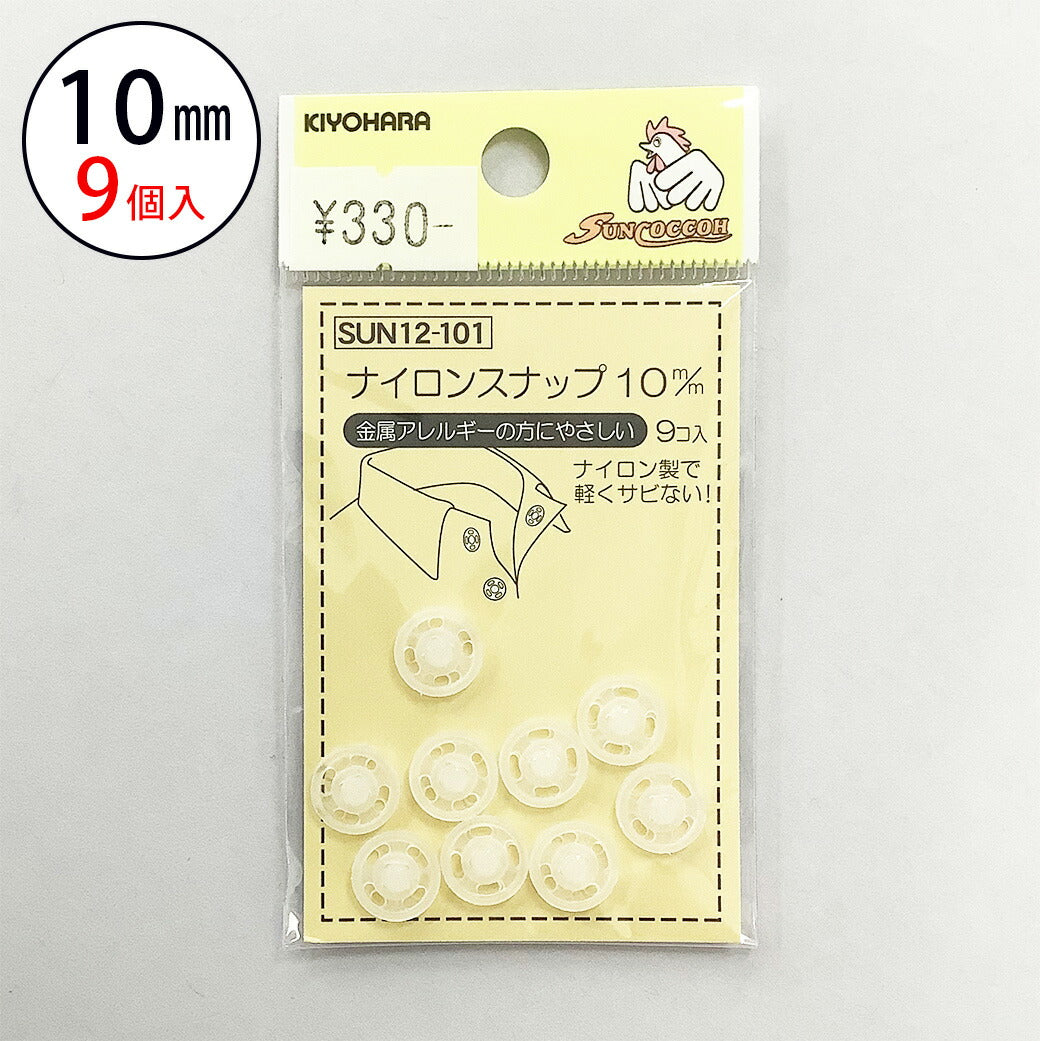 10mm
9個入
KIYOHARA
¥330-
SUNCOCCOH
SUN12-101
ナイロンスナップ10m/m
金属アレルギーの方にやさしい 9コ入
ナイロン製で
軽くサビない!